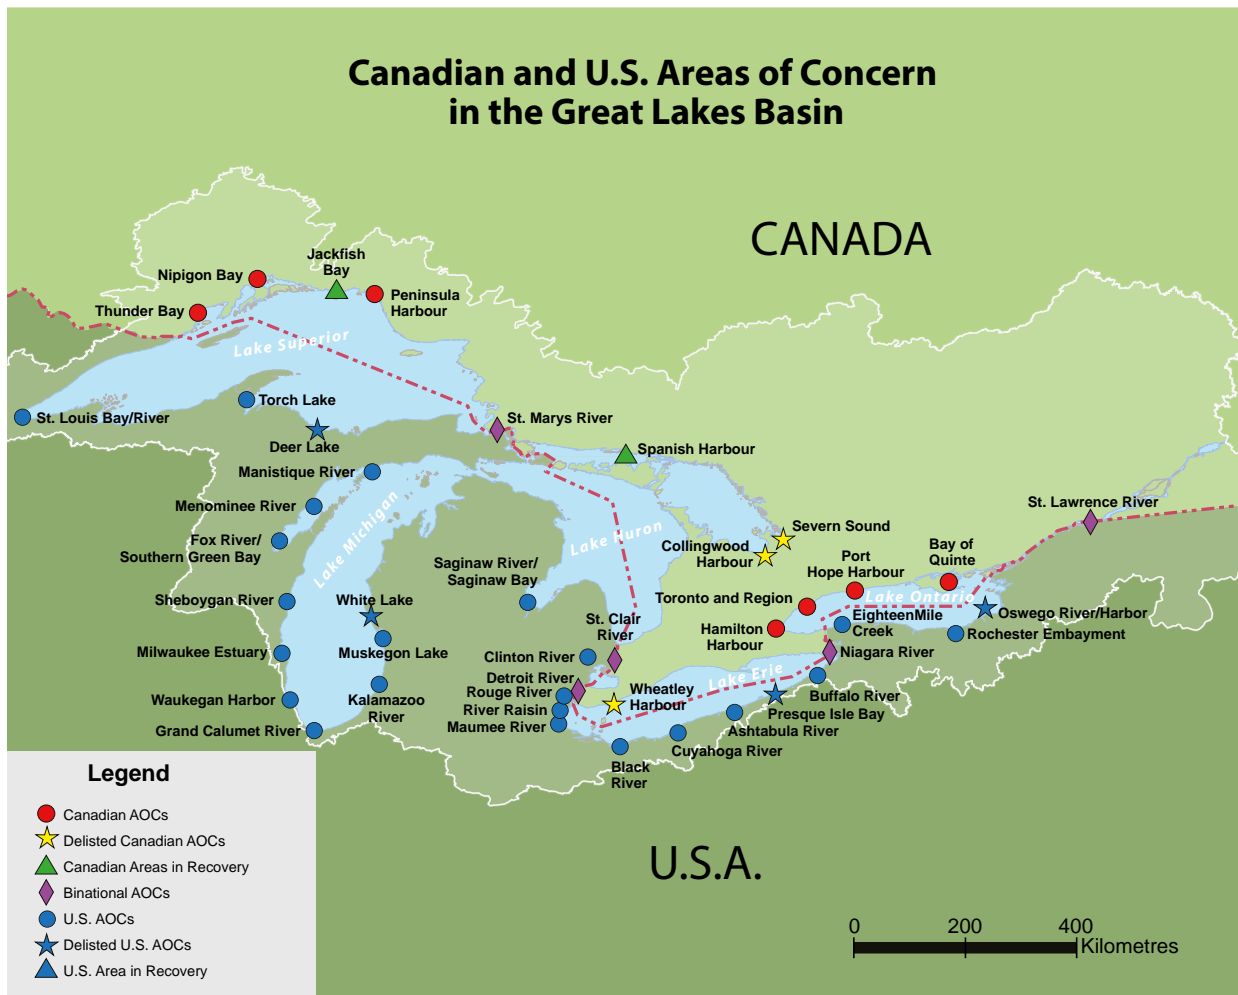 Canadian and U.S. Areas of Concern
in the Great Lakes Basin
CANADA
Jackfish
Bay
Nipigon Bay
Peninsula
Harbour
Thunder Bay
Lake Superior
Torch Lake
St. Louis Bay/River
St. Marys River
Deer Lake
Spanish Harbour
Manistique River
Menominee River
Lake Michigan
St. Lawrence River
Severn Sound
Fox River/
Southern Green Bay
Lake Huron
Collingwood
Harbour
Bay of
Quinte
Port
Hope Harbour
Saginaw River/
Saginaw Bay
Sheboygan River
White Lake
Toronto and Region
Lake Ontario
Oswego River/Harbor
St. Clair
River
Hamilton
Harbour
EighteenMile
Creek
Rochester Embayment
Milwaukee Estuary
Muskegon Lake
Clinton River
Niagara River
Detroit River
Lake Erie
Rouge River
Wheatley
Harbour
Buffalo River
Waukegan Harbor
Kalamazoo
River
River Raisin
Presque Isle Bay
Maumee River
Ashtabula River
Grand Calumet River
Cuyahoga River
Black
River
U.S.A.
Legend
Canadian AOCs
Delisted Canadian AOCs
Canadian Areas in Recovery
Binational AOCs
U.S. AOCs
Delisted U.S. AOCs
U.S. Area in Recovery
0 200 400
Kilometres